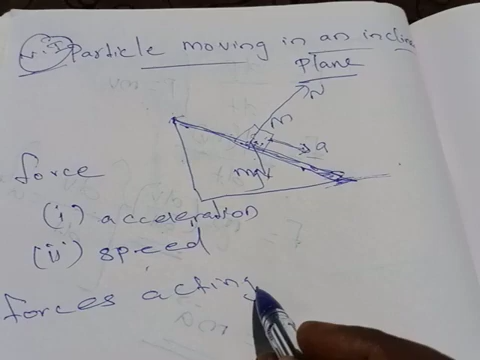 Particle moving in an incline
plane
N
m
a
mg
force
(i) acceleration
(ii) speed
forces acting